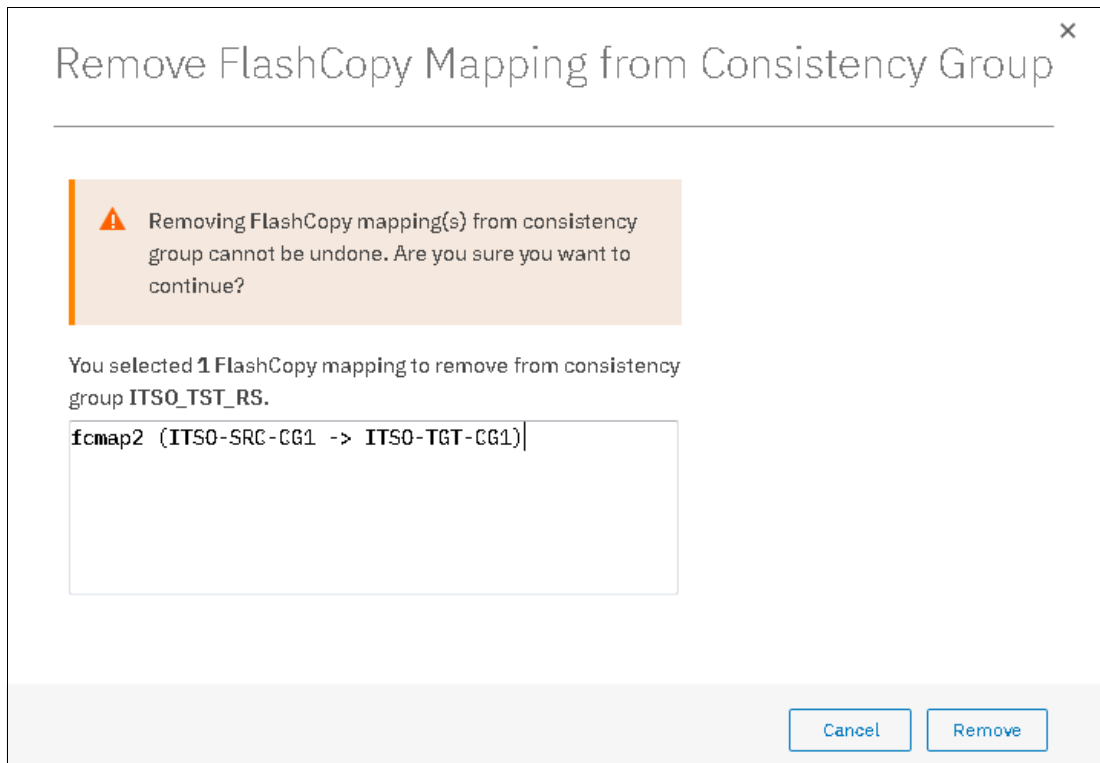 Remove FlashCopy Mapping from Consistency Group
Removing FlashCopy mapping(s) from consistency
group cannot be undone. Are you sure you want to
continue?
You selected 1 FlashCopy mapping to remove from consistency
group ITSO_TST_RS.
fcmap2 (ITSO-SRC-CG1 -> ITSO-TGT-CG1)
Cancel Remove